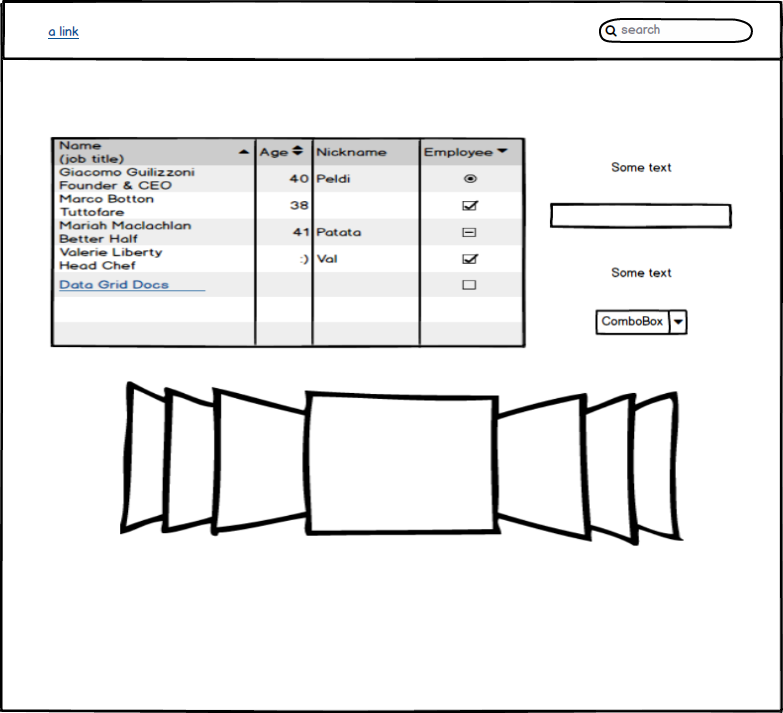 a link
search
Name
(job title)
Age
Nickname
Employee
Giacomo Guilizzoni
Founder & CEO
40
Peldi
Marco Botton
Tuttofare
38
Mariah Maclachlan
Better Half
41
Patata
Valerie Liberty
Head Chef
:)
Val
Data Grid Docs
Some text
Some text
ComboBox